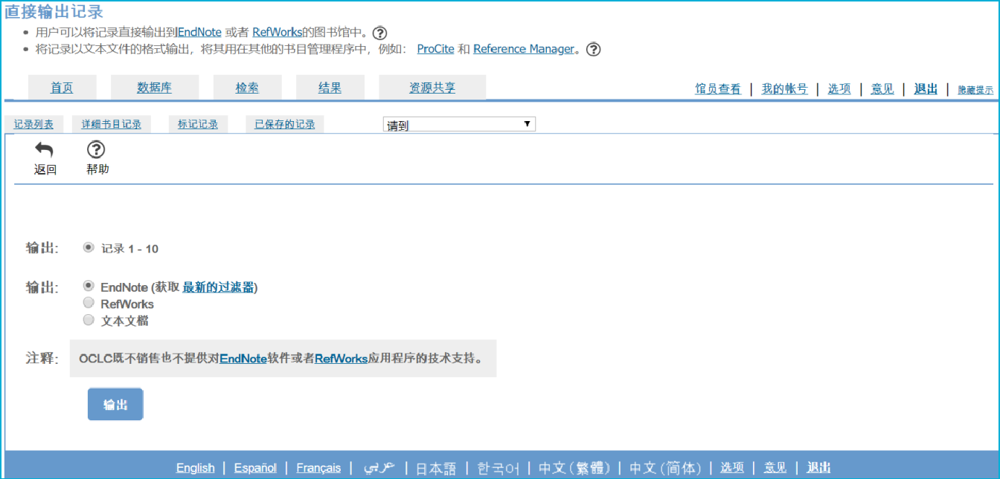 直接输出记录
• 用户可以将记录直接输出到EndNote 或者 RefWorks的图书馆中。?
• 将记录以文本文件的格式输出，将其用在其他的书目管理程序中，例如： ProCite 和 Reference Manager。?
首页 数据库 检索 结果 资源共享 馆员查看 | 我的帐号 | 选项 | 意见 | 退出 | 隐藏提示
记录列表 详细书目记录 标记记录 已保存的记录 请到
返回 帮助
输出: 记录 1 - 10
输出: EndNote (获取 最新的过滤器)
RefWorks
文本文檔
注释: OCLC既不销售也不提供对EndNote软件或者RefWorks应用程序的技术支持。
输出
English | Español | Français | عربي | 日本語 | 한국어 | 中文(繁體) | 中文(简体) | 选项 | 意见 | 退出